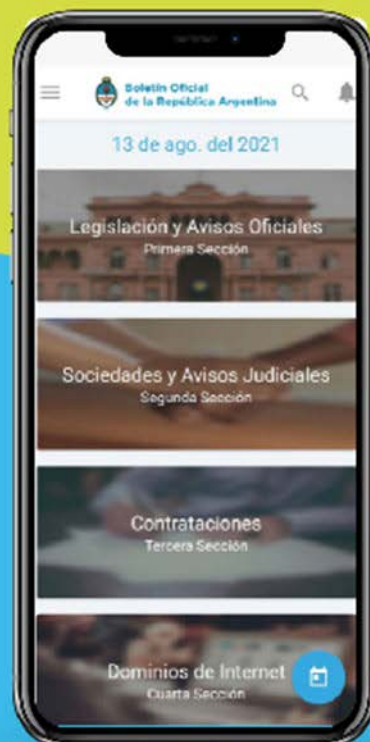 Boletín Oficial
de la República Argentina
13 de ago. del 2021
Legislación y Avisos Oficiales
Primera Sección
Sociedades y Avisos Judiciales
Segunda Sección
Contrataciones
Tercera Sección
Dominios de Internet
Cuarta Sección